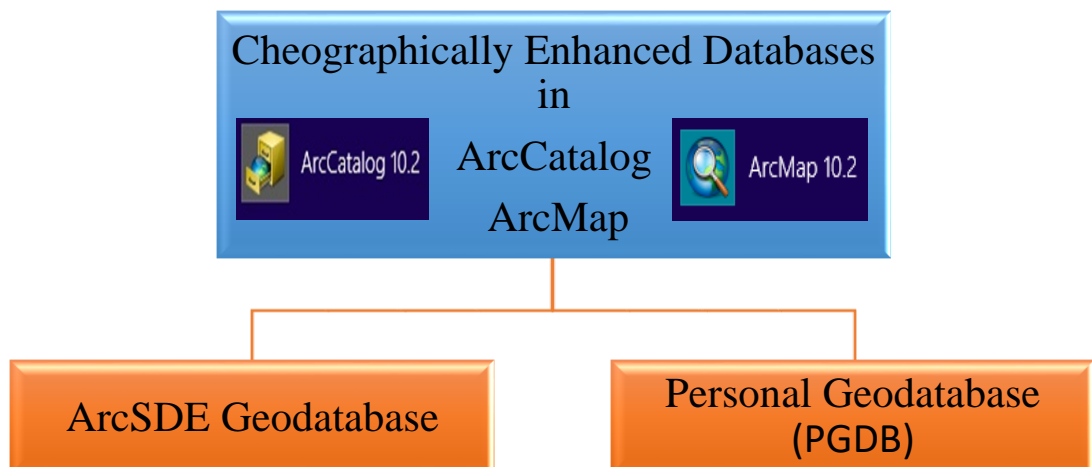 Cheographically Enhanced Databases
in
ArcCatalog 10.2
ArcCatalog
ArcMap 10.2
ArcMap
ArcSDE Geodatabase
Personal Geodatabase
(PGDB)